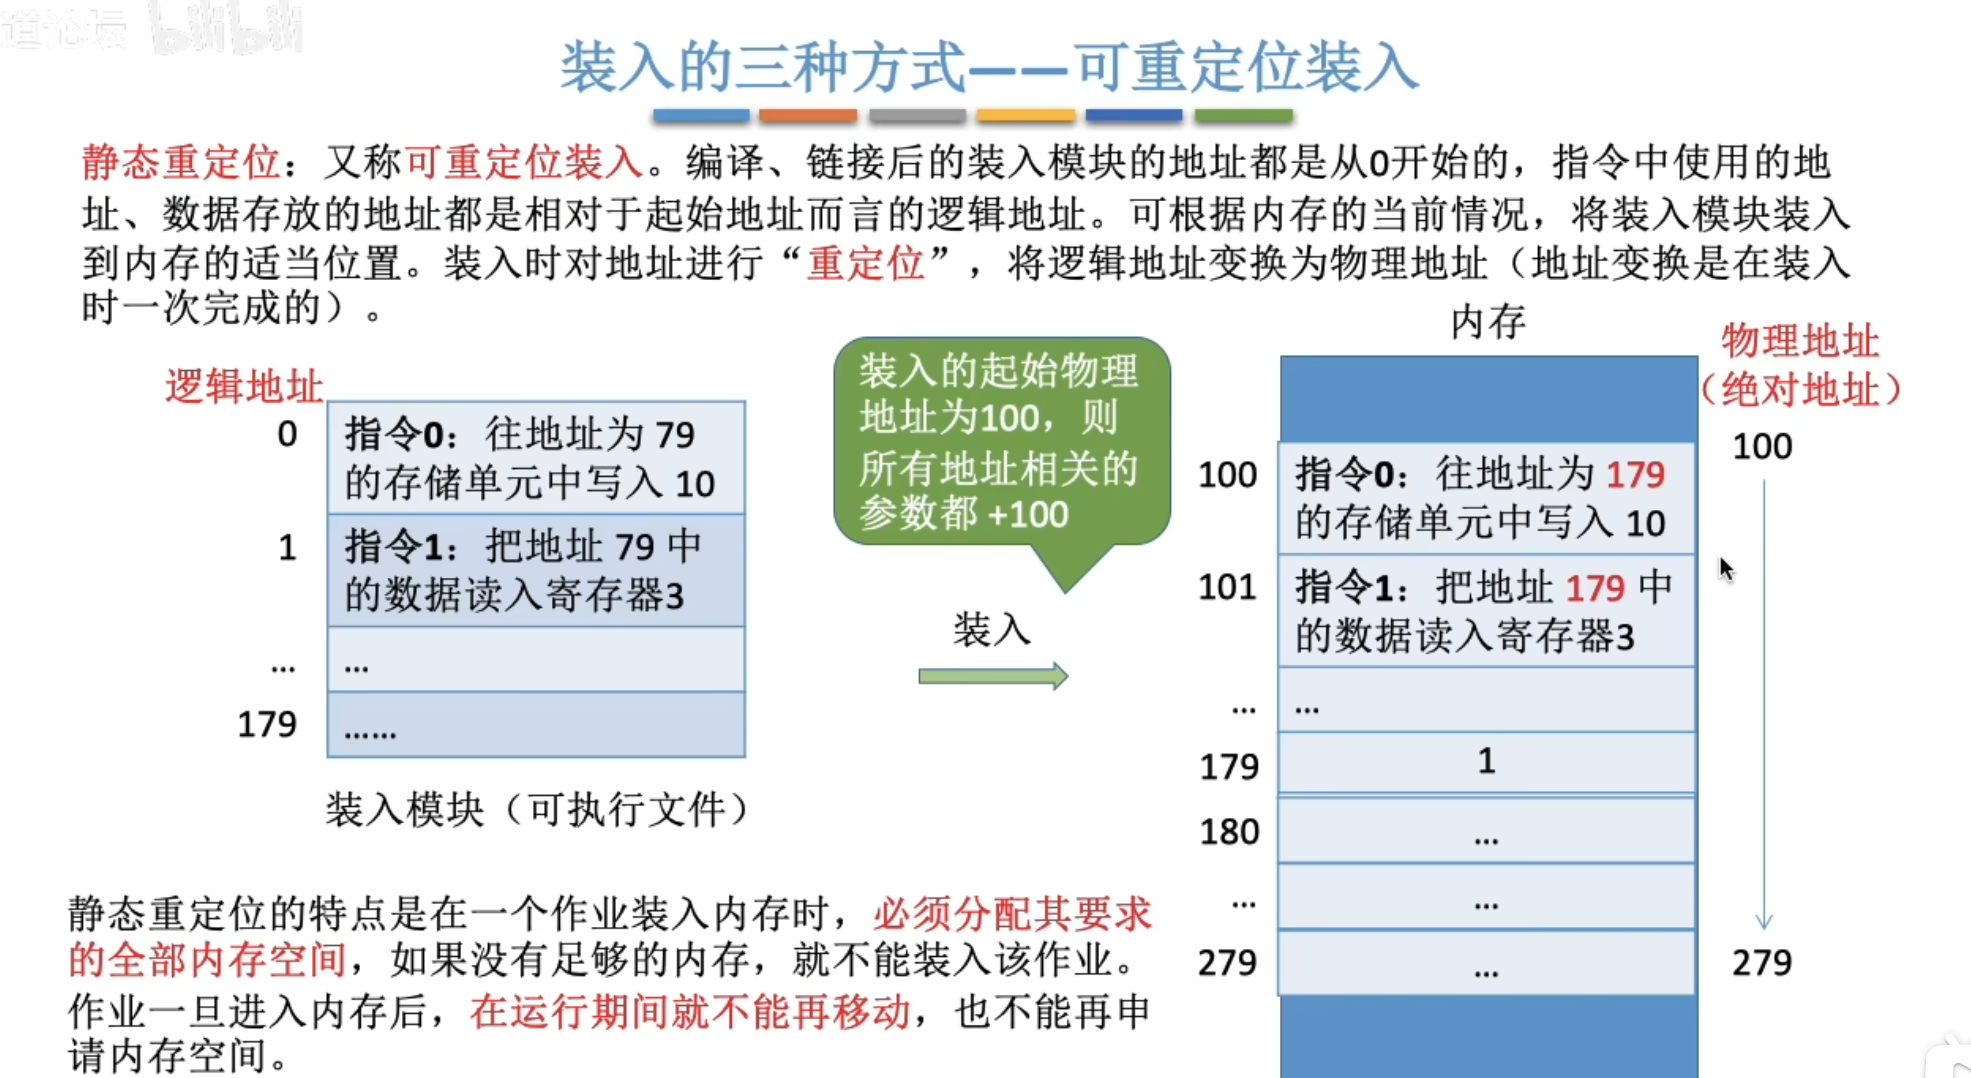 道论坛 bilibili
装入的三种方式——可重定位装入
静态重定位：又称可重定位装入。编译、链接后的装入模块的地址都是从0开始的，指令中使用的地
址、数据存放的地址都是相对于起始地址而言的逻辑地址。可根据内存的当前情况，将装入模块装入
到内存的适当位置。装入时对地址进行“重定位”，将逻辑地址变换为物理地址（地址变换是在装入
时一次完成的）。
逻辑地址
0
指令0：往地址为 79
的存储单元中写入 10
1
指令1：把地址 79 中
的数据读入寄存器3
...
...
179
......
装入模块（可执行文件）
装入的起始物理
地址为100，则
所有地址相关的
参数都 +100
装入
内存
物理地址
（绝对地址）
100
指令0：往地址为 179
的存储单元中写入 10
101
指令1：把地址 179 中
的数据读入寄存器3
...
...
179
1
180
...
...
...
279
...
100
279
静态重定位的特点是在一个作业装入内存时，必须分配其要求
的全部内存空间，如果没有足够的内存，就不能装入该作业。
作业一旦进入内存后，在运行期间就不能再移动，也不能再申
请内存空间。